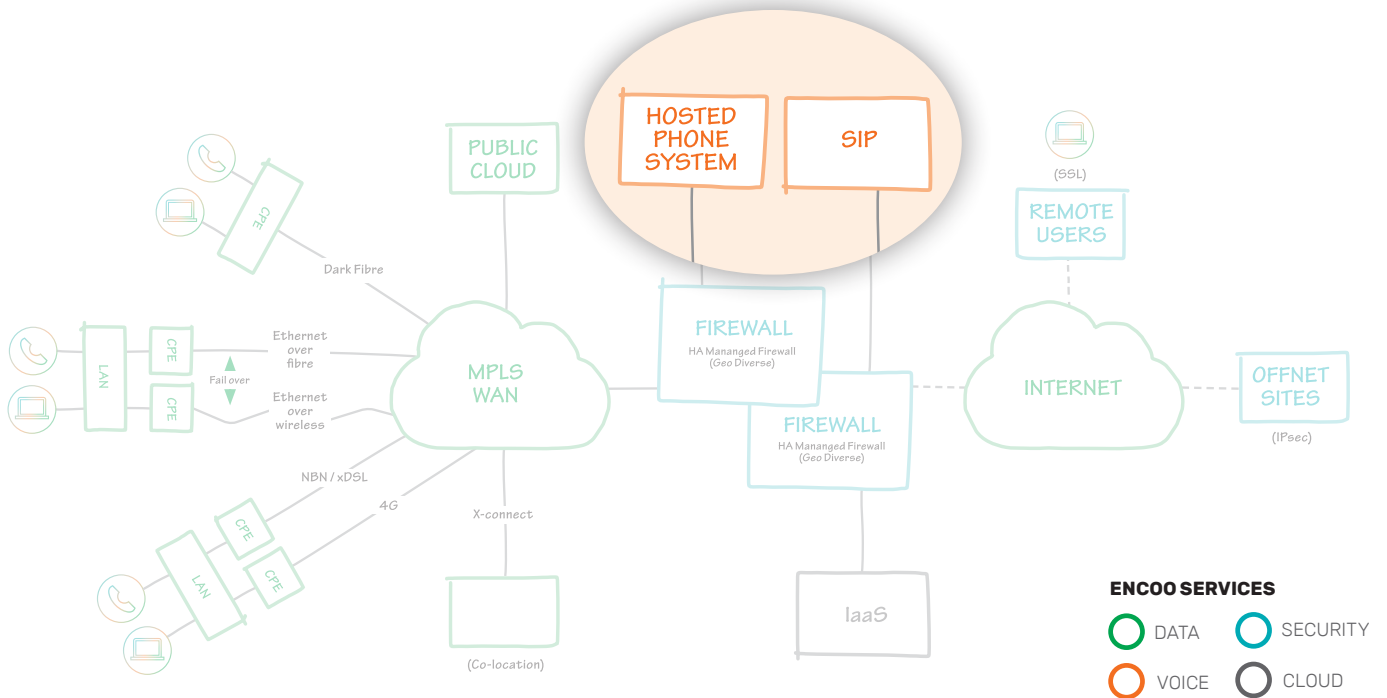 HOSTED
PHONE
SYSTEM
SIP
PUBLIC
CLOUD
(SSL)
REMOTE
USERS
CPE
Dark Fibre
FIREWALL
HA Mananged Firewall
(Geo Diverse)
LAN
CPE
Ethernet
over
fibre
Fail over
CPE
Ethernet
over
wireless
MPLS
WAN
FIREWALL
HA Mananged Firewall
(Geo Diverse)
INTERNET
OFFNET
SITES
(IPsec)
NBN / xDSL
4G
X-connect
CPE
CPE
LAN
(Co-location)
IaaS
ENCOO SERVICES
DATA
SECURITY
VOICE
CLOUD